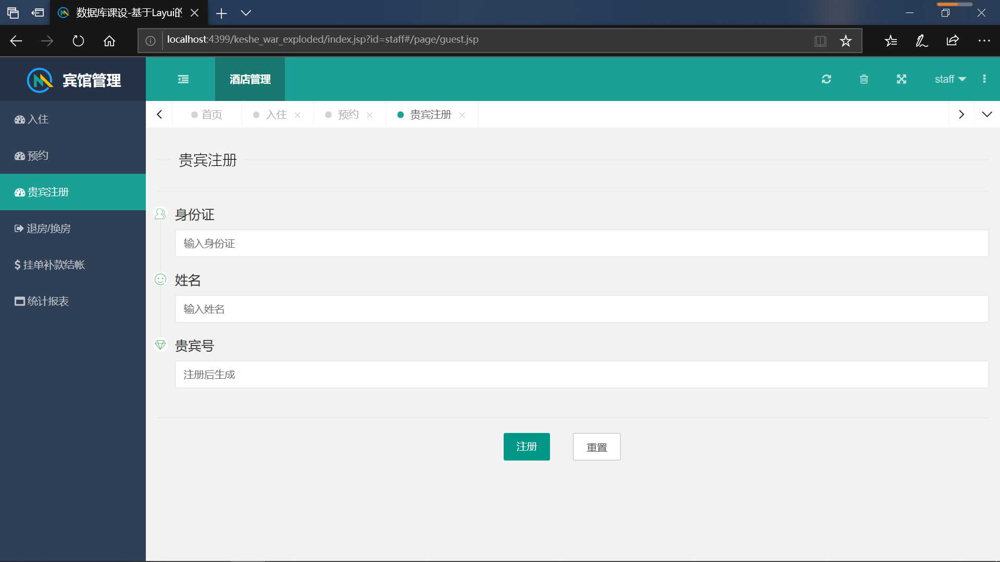 数据库课设-基于Layui的
localhost:4399/keshe_war_exploded/index.jsp?id=staff#/page/guest.jsp
宾馆管理
酒店管理
staff
首页
入住
预约
贵宾注册
入住
预约
贵宾注册
退房/换房
挂单补款结帐
统计报表
贵宾注册
身份证
输入身份证
姓名
输入姓名
贵宾号
注册后生成
注册
重置